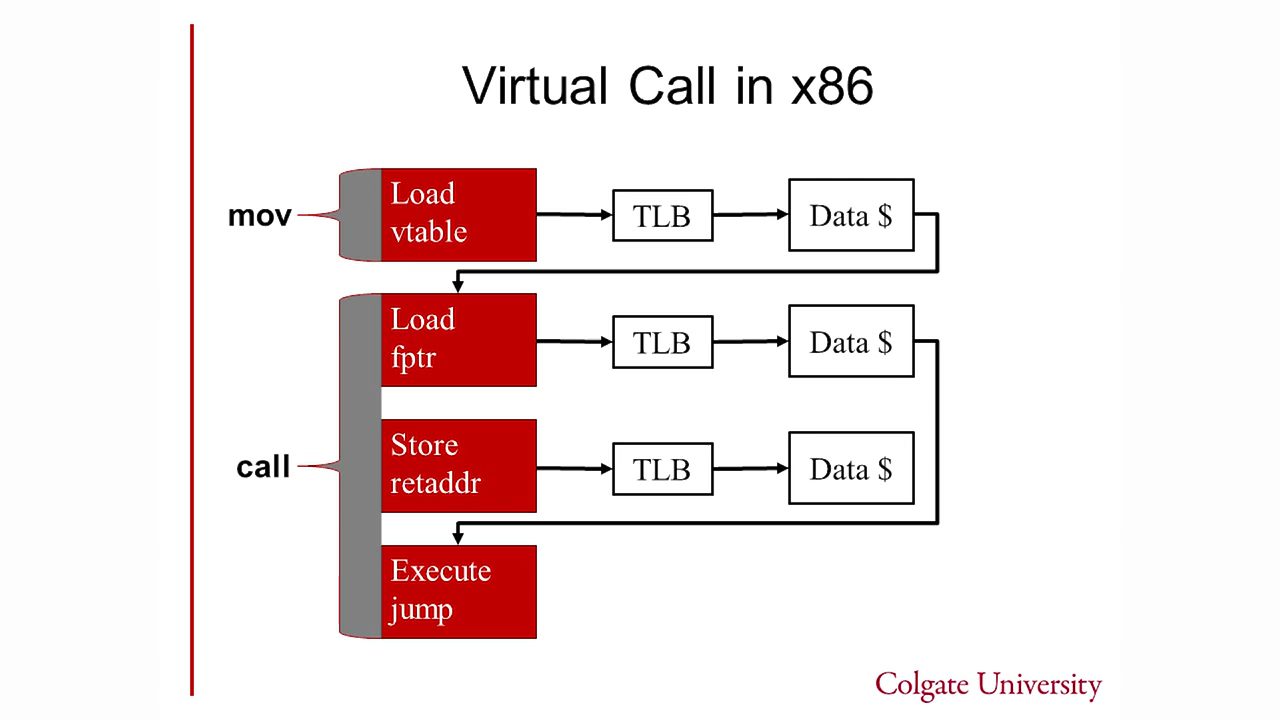 Virtual Call in x86
mov
Load
vtable
TLB
Data $
Load
fptr
TLB
Data $
call
Store
retaddr
TLB
Data $
Execute
jump
Colgate University